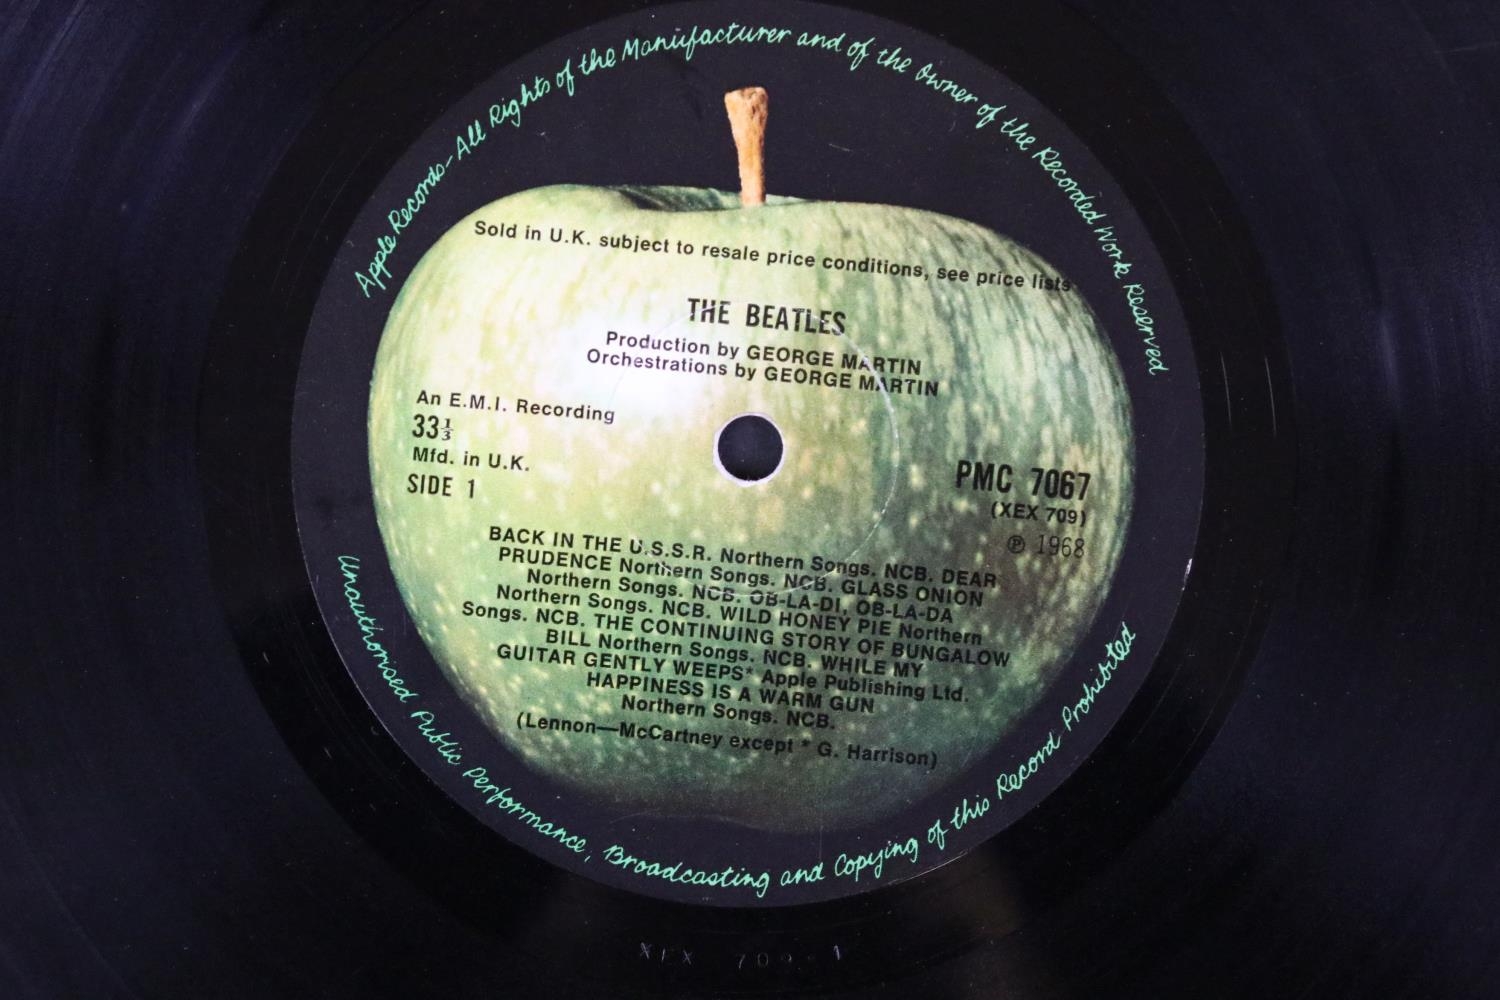 Apple Records-All Rights of the Manufacturer and of the Owner of the Recorded Work Reserved
Sold in U.K. subject to resale price conditions, see price lists
THE BEATLES
Production by GEORGE MARTIN
Orchestrations by GEORGE MARTIN
An E.M.I. Recording
33⅓
Mfd. in U.K.
SIDE 1
PMC 7067
(XEX 709)
℗ 1968
BACK IN THE U.S.S.R. Northern Songs. NCB. DEAR
PRUDENCE Northern Songs. NCB. GLASS ONION
Northern Songs. NCB. OB-LA-DI, OB-LA-DA
Northern Songs. NCB. WILD HONEY PIE Northern
Songs. NCB. THE CONTINUING STORY OF BUNGALOW
BILL Northern Songs. NCB. WHILE MY
GUITAR GENTLY WEEPS* Apple Publishing Ltd.
HAPPINESS IS A WARM GUN
Northern Songs. NCB.
(Lennon—McCartney except * G. Harrison)
Unauthorised Public Performance, Broadcasting and Copying of this Record Prohibited
XEX 709-1